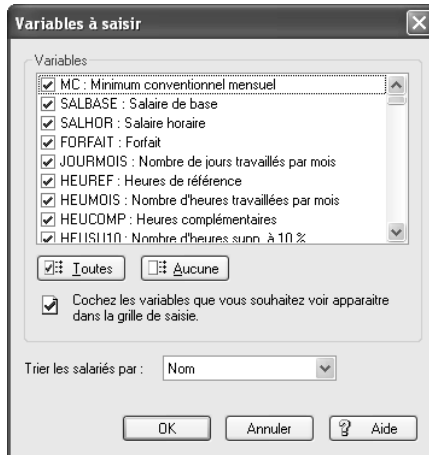 Variables à saisir
Variables
MC : Minimum conventionnel mensuel
SALBASE : Salaire de base
SALHOR : Salaire horaire
FORFAIT : Forfait
JOURMOIS : Nombre de jours travaillés par mois
HEUREF : Heures de référence
HEUMOIS : Nombre d'heures travaillées par mois
HEUCOMP : Heures complémentaires
HEUSU10 : Nombre d'heures supp. à 10 %
Toutes
Aucune
Cochez les variables que vous souhaitez voir apparaitre
dans la grille de saisie.
Trier les salariés par :
Nom
OK
Annuler
? Aide